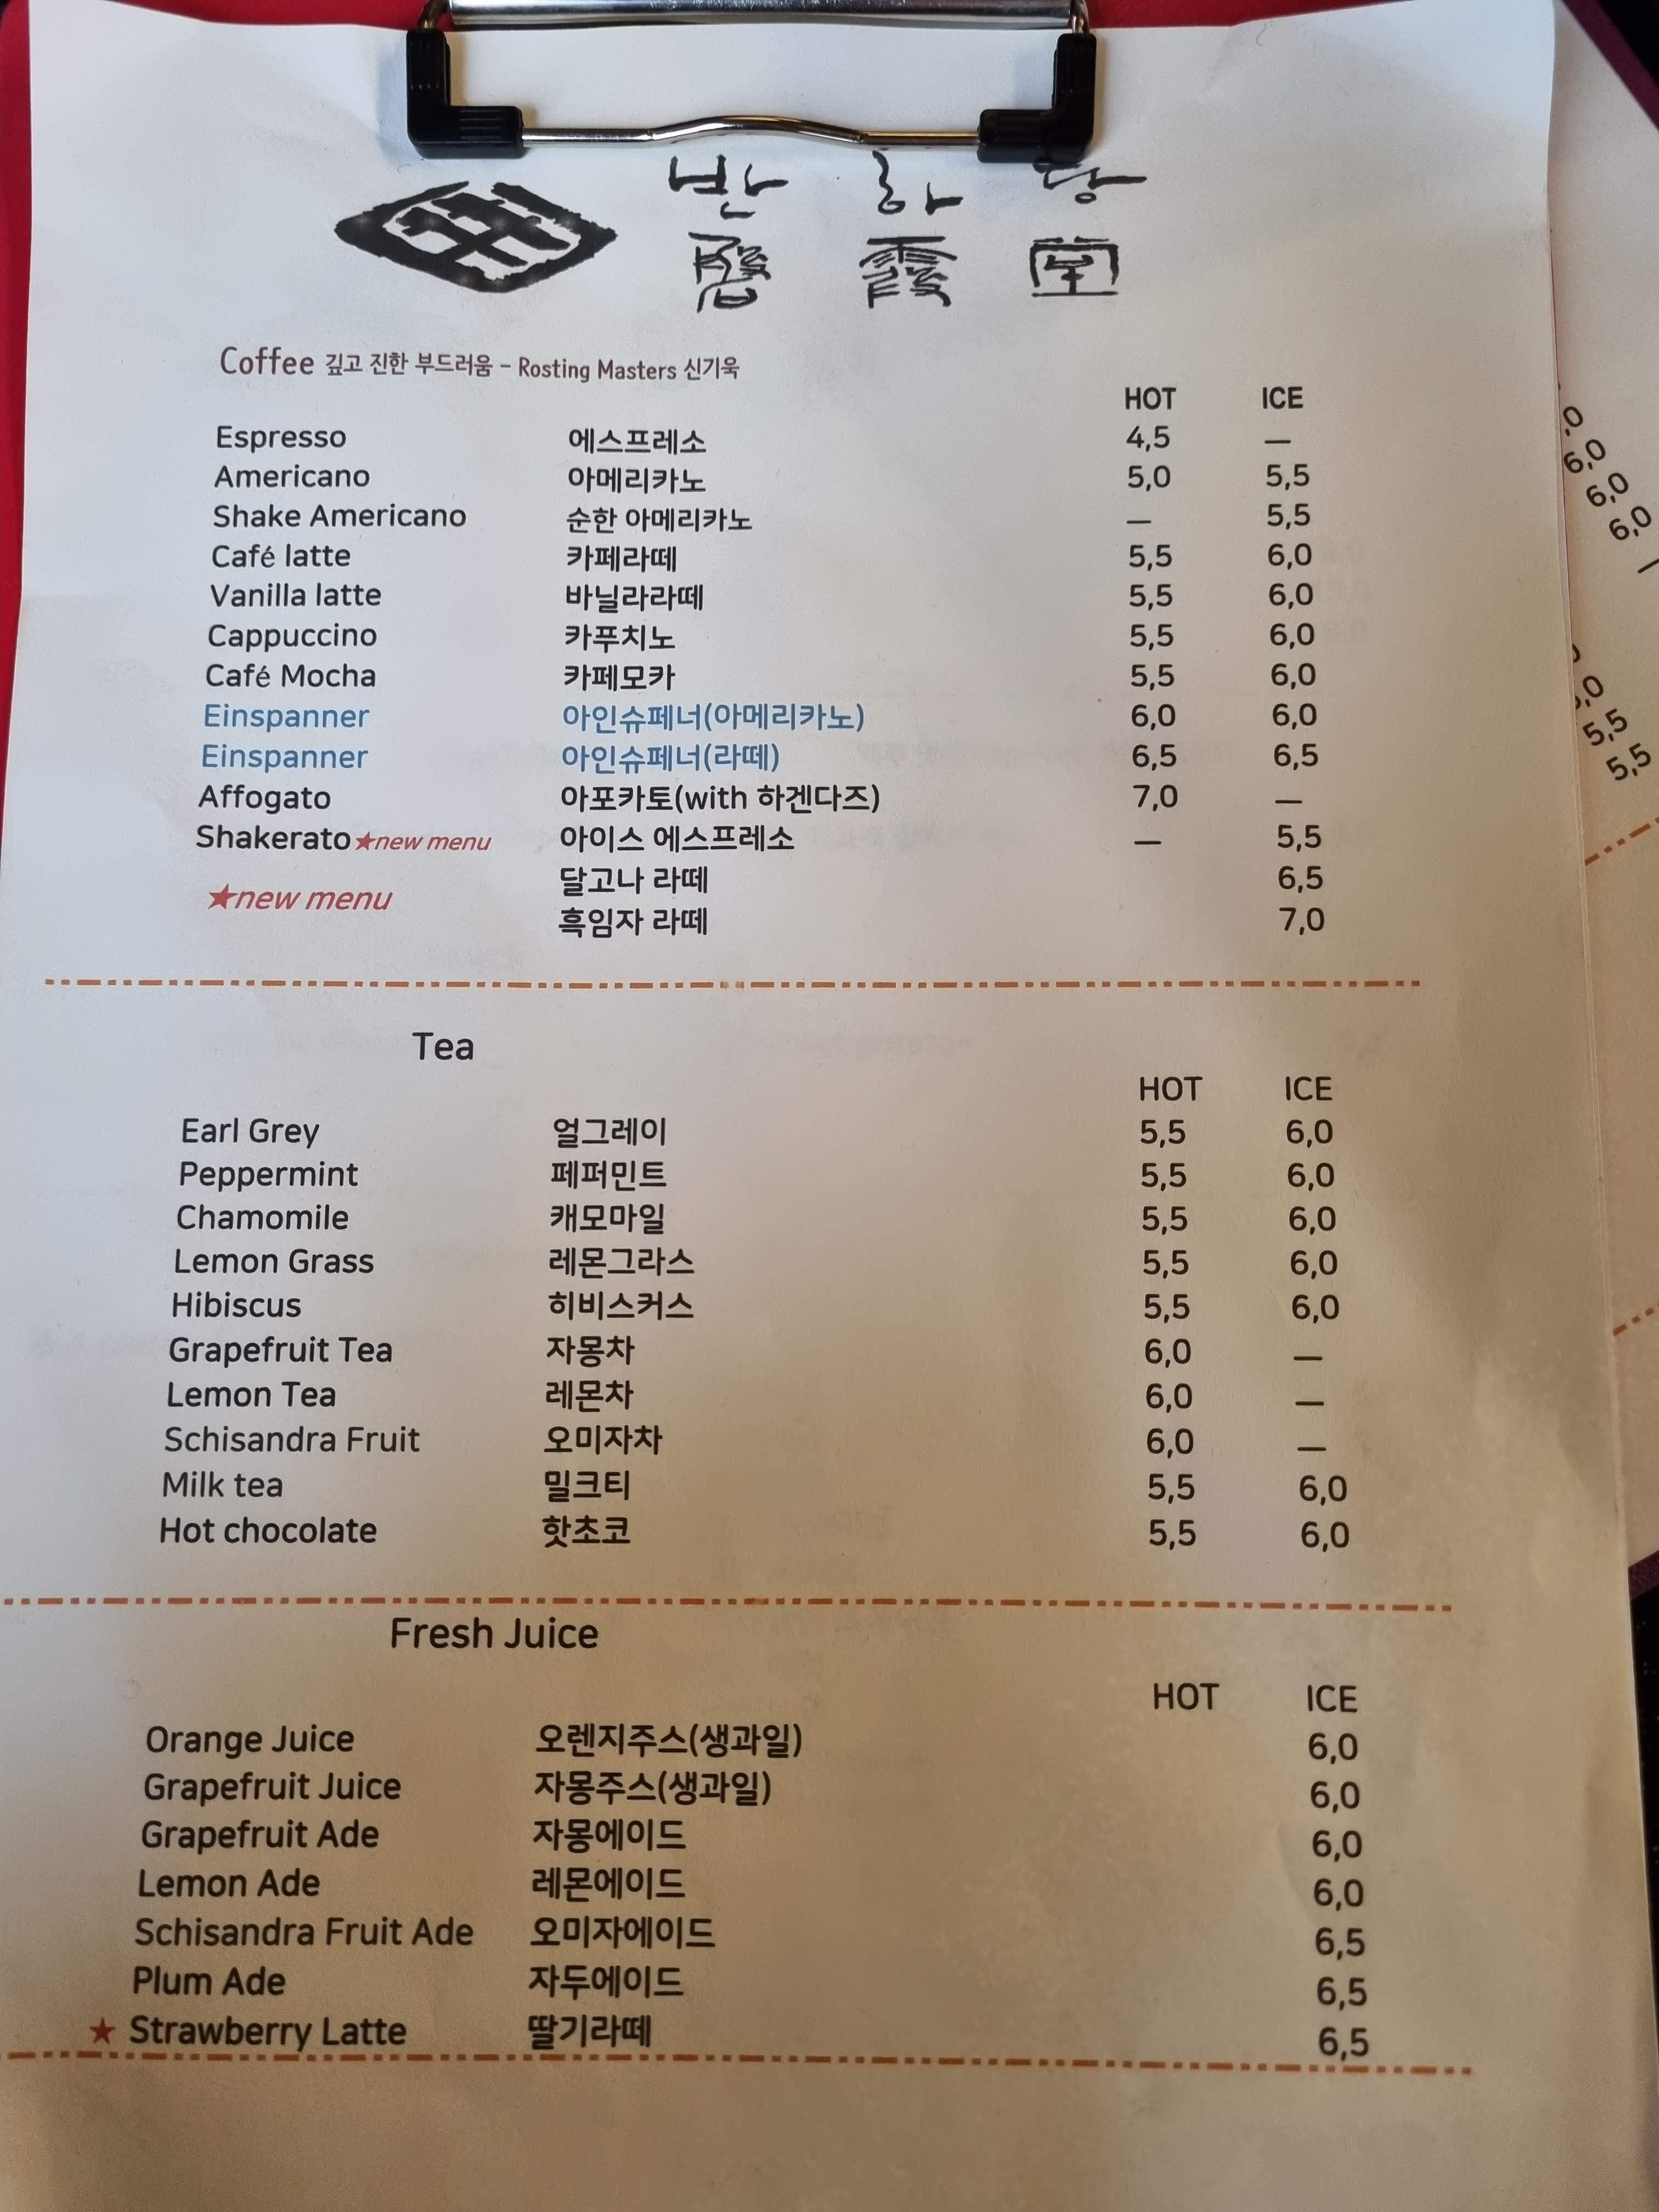 반 하 당
霞 堂
Coffee 깊고 진한 부드러움 - Rosting Masters 신기욱
HOT ICE
Espresso 에스프레소 4,5 —
Americano 아메리카노 5,0 5,5
Shake Americano 순한 아메리카노 — 5,5
Café latte 카페라떼 5,5 6,0
Vanilla latte 바닐라라떼 5,5 6,0
Cappuccino 카푸치노 5,5 6,0
Café Mocha 카페모카 5,5 6,0
Einspanner 아인슈페너(아메리카노) 6,0 6,0
Einspanner 아인슈페너(라떼) 6,5 6,5
Affogato 아포카토(with 하겐다즈) 7,0 —
Shakerato ★new menu 아이스 에스프레소 — 5,5
달고나 라떼 6,5
★new menu
흑임자 라떼 7,0
Tea
HOT ICE
Earl Grey 얼그레이 5,5 6,0
Peppermint 페퍼민트 5,5 6,0
Chamomile 캐모마일 5,5 6,0
Lemon Grass 레몬그라스 5,5 6,0
Hibiscus 히비스커스 5,5 6,0
Grapefruit Tea 자몽차 6,0 —
Lemon Tea 레몬차 6,0 —
Schisandra Fruit 오미자차 6,0 —
Milk tea 밀크티 5,5 6,0
Hot chocolate 핫초코 5,5 6,0
Fresh Juice
HOT ICE
Orange Juice 오렌지주스(생과일) 6,0
Grapefruit Juice 자몽주스(생과일) 6,0
Grapefruit Ade 자몽에이드 6,0
Lemon Ade 레몬에이드 6,0
Schisandra Fruit Ade 오미자에이드 6,5
Plum Ade 자두에이드 6,5
★ Strawberry Latte 딸기라떼 6,5
6,0
6,0
6,0
5,5
5,5